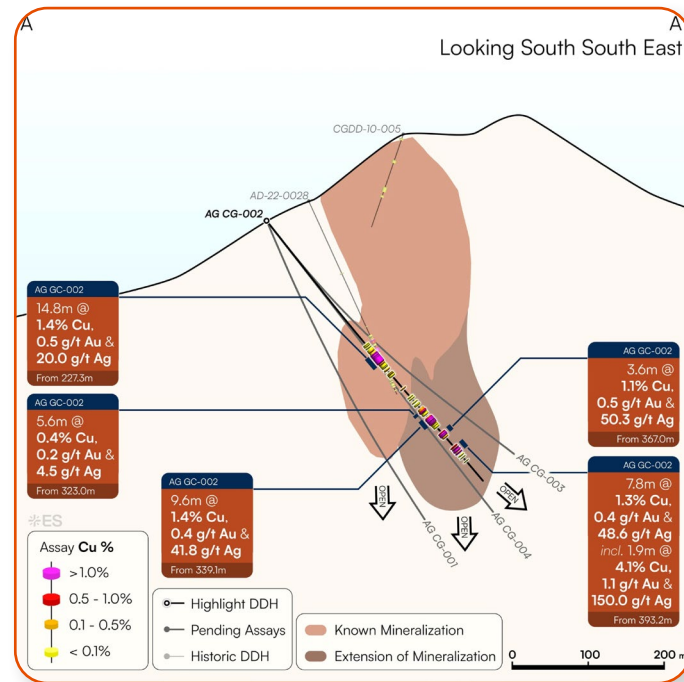 A
A
Looking South South East
CGDD-10-005
AD-22-0028
AG CG-002
AG GC-002
14.8m @
1.4% Cu,
0.5 g/t Au &
20.0 g/t Ag
From 227.3m
AG GC-002
5.6m @
0.4% Cu,
0.2 g/t Au &
4.5 g/t Ag
From 323.0m
AG GC-002
9.6m @
1.4% Cu,
0.4 g/t Au &
41.8 g/t Ag
From 339.1m
AG GC-002
3.6m @
1.1% Cu,
0.5 g/t Au &
50.3 g/t Ag
From 367.0m
AG GC-002
7.8m @
1.3% Cu,
0.4 g/t Au &
48.6 g/t Ag
incl. 1.9m @
4.1% Cu,
1.1 g/t Au &
150.0 g/t Ag
From 393.2m
AG CG-003
AG CG-004
AG CG-001
OPEN
OPEN
OPEN
ES
Assay Cu %
>1.0%
0.5 - 1.0%
0.1 - 0.5%
< 0.1%
Highlight DDH
Pending Assays
Historic DDH
Known Mineralization
Extension of Mineralization
0 100 200 m